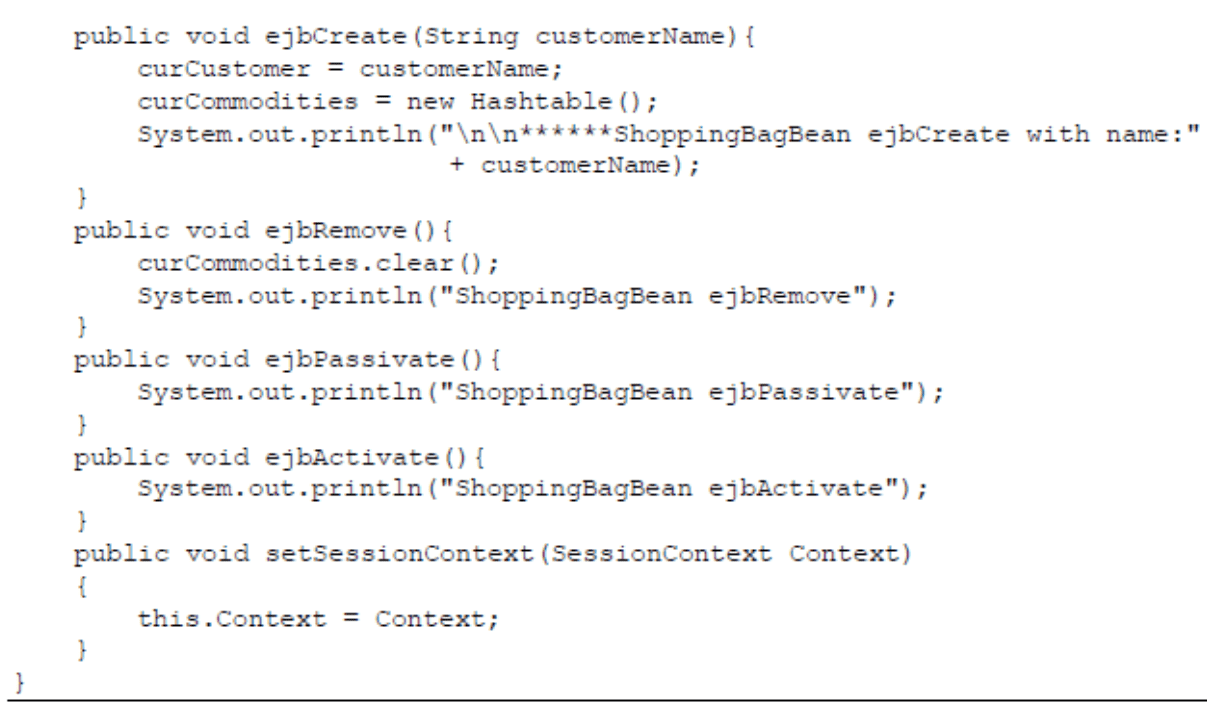 public void ejbCreate(String customerName){
curCustomer = customerName;
curCommodities = new Hashtable();
System.out.println("\n\n******ShoppingBagBean ejbCreate with name:"
+ customerName);
}
public void ejbRemove(){
curCommodities.clear();
System.out.println("ShoppingBagBean ejbRemove");
}
public void ejbPassivate(){
System.out.println("ShoppingBagBean ejbPassivate");
}
public void ejbActivate(){
System.out.println("ShoppingBagBean ejbActivate");
}
public void setSessionContext(SessionContext Context)
{
this.Context = Context;
}
}